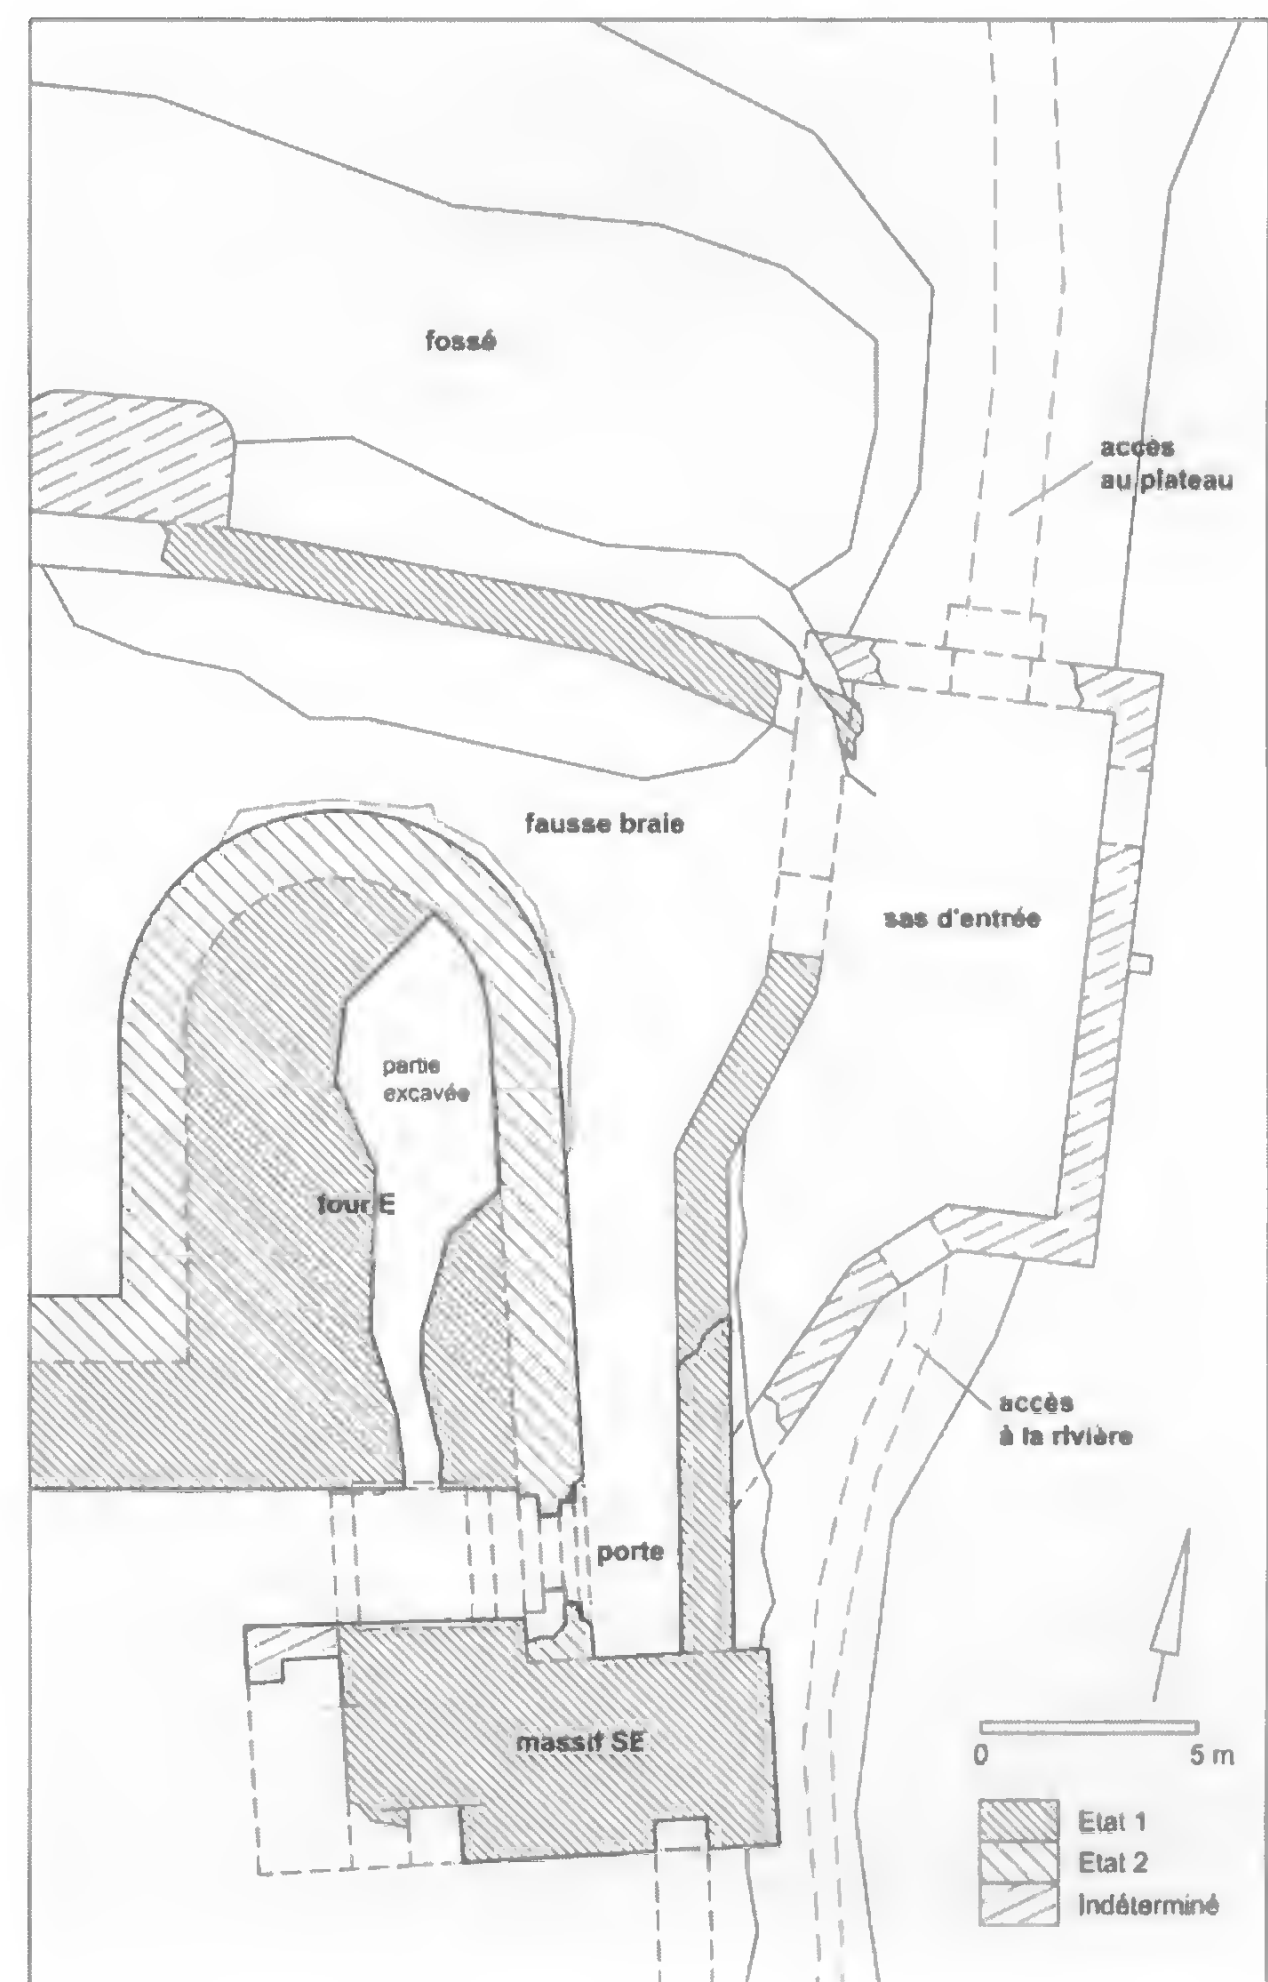 fossé
accès
au plateau
fausse braie
sas d'entrée
partie
excavée
tour E
accès
à la rivière
porte
massif SE
0 5 m
Etat 1
Etat 2
Indéterminé